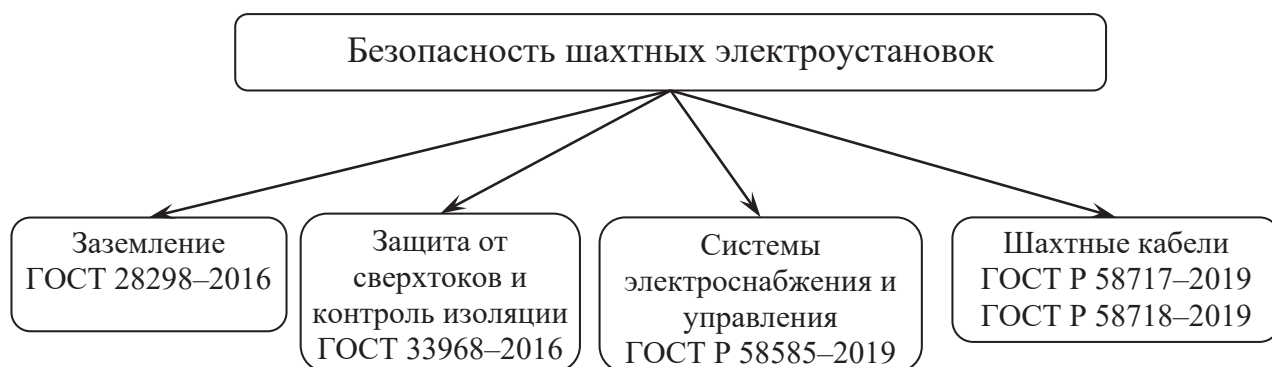 Безопасность шахтных электроустановок
Заземление
ГОСТ 28298–2016
Защита от
сверхтоков и
контроль изоляции
ГОСТ 33968–2016
Системы
электроснабжения и
управления
ГОСТ Р 58585–2019
Шахтные кабели
ГОСТ Р 58717–2019
ГОСТ Р 58718–2019